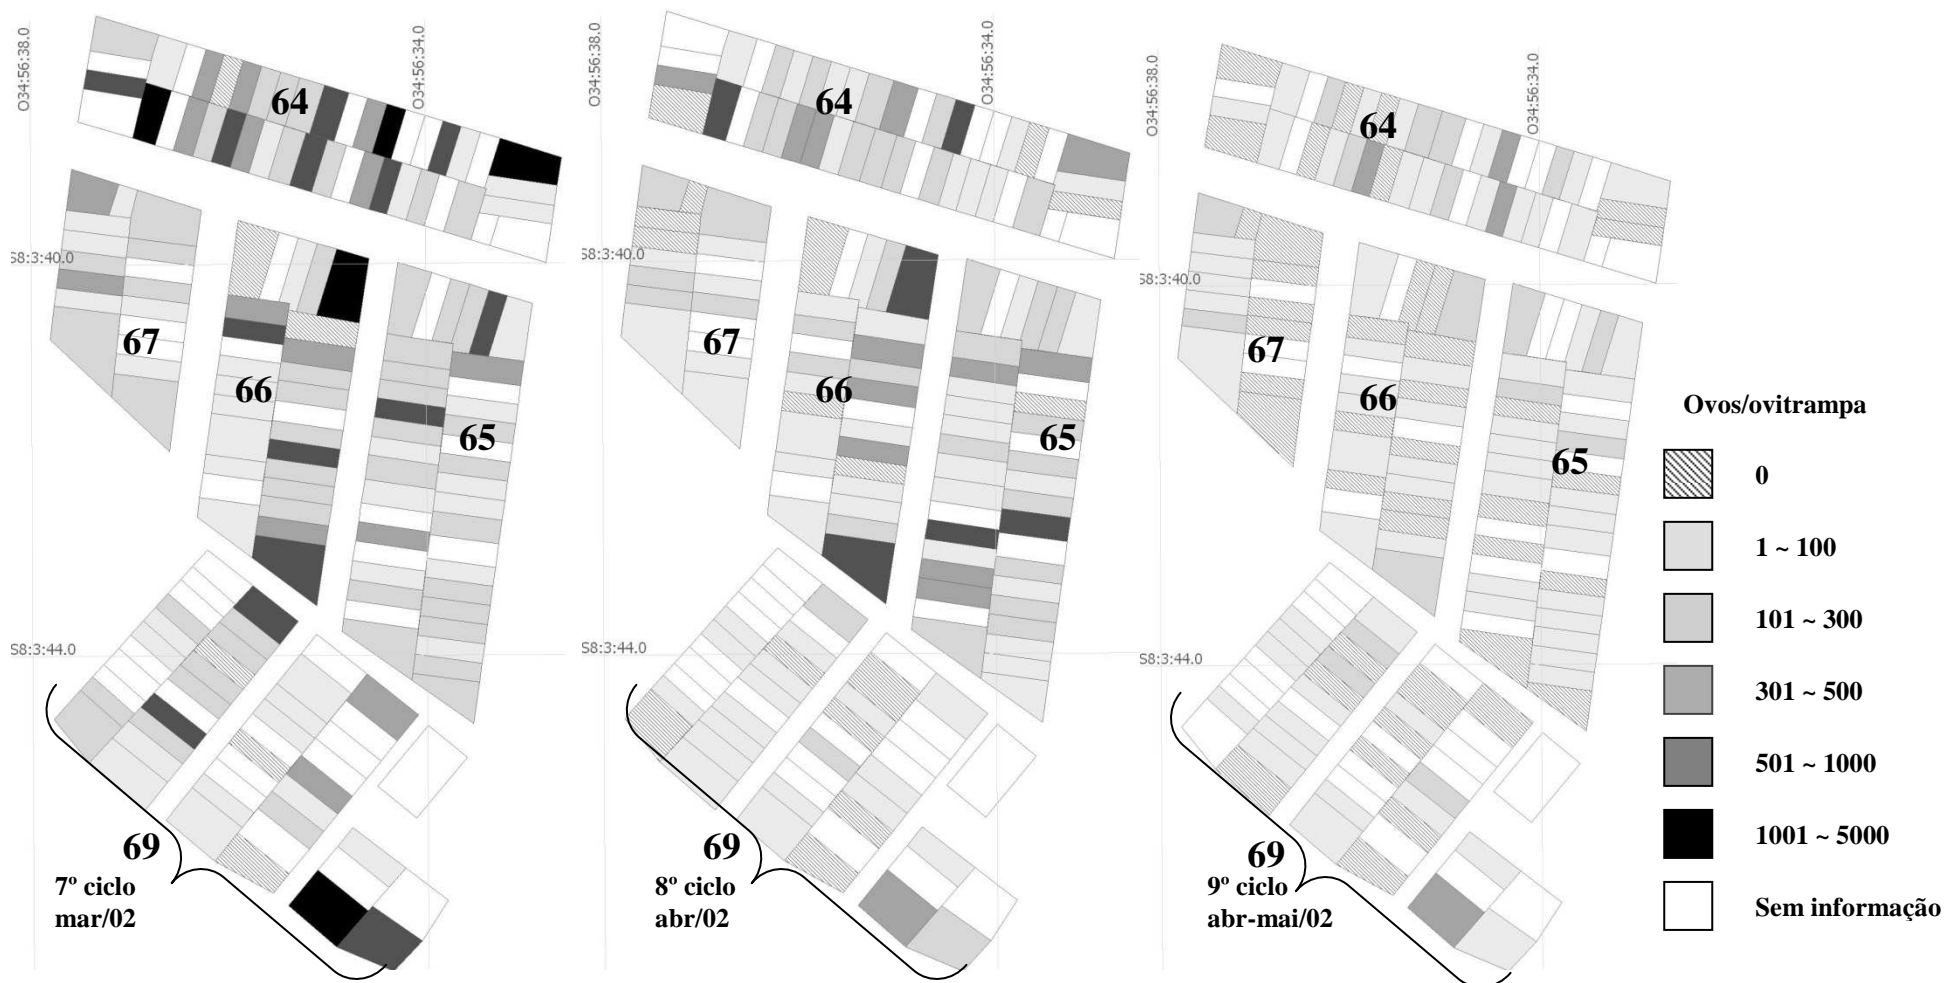 O34:56:38.0
O34:56:34.0
64
S8:3:40.0
67
66
65
S8:3:44.0
69
7º ciclo
mar/02
O34:56:38.0
O34:56:34.0
64
S8:3:40.0
67
66
65
S8:3:44.0
69
8º ciclo
abr/02
O34:56:38.0
O34:56:34.0
64
S8:3:40.0
67
66
65
S8:3:44.0
69
9º ciclo
abr-mai/02
Ovos/ovitrampa
0
1 ~ 100
101 ~ 300
301 ~ 500
501 ~ 1000
1001 ~ 5000
Sem informação